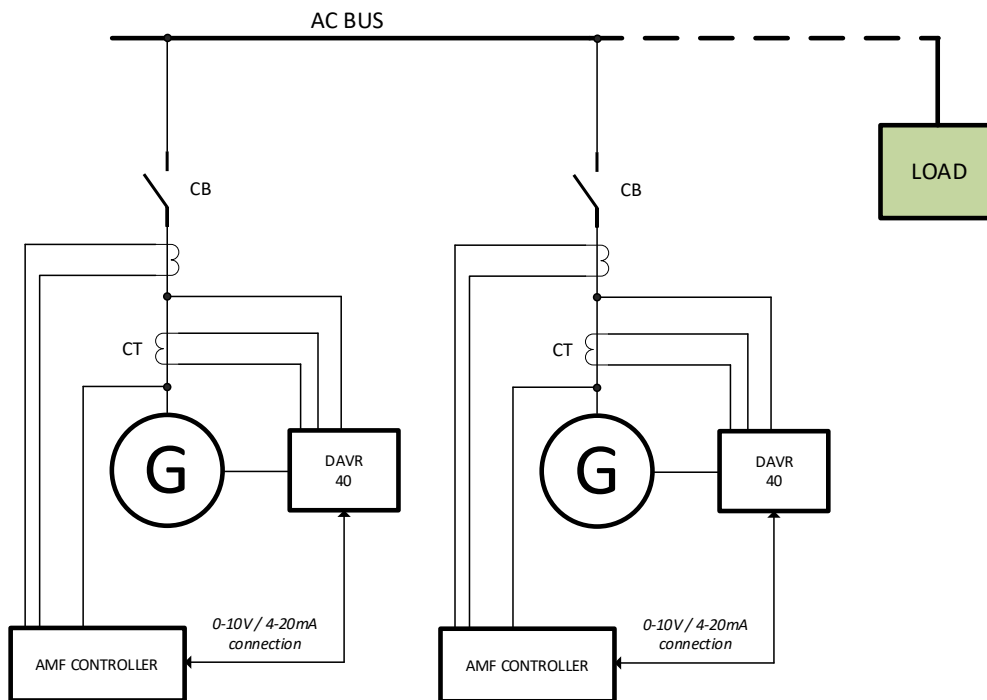 AC BUS
LOAD
CB
CB
CT
CT
G
DAVR
40
G
DAVR
40
0-10V / 4-20mA
connection
0-10V / 4-20mA
connection
AMF CONTROLLER
AMF CONTROLLER